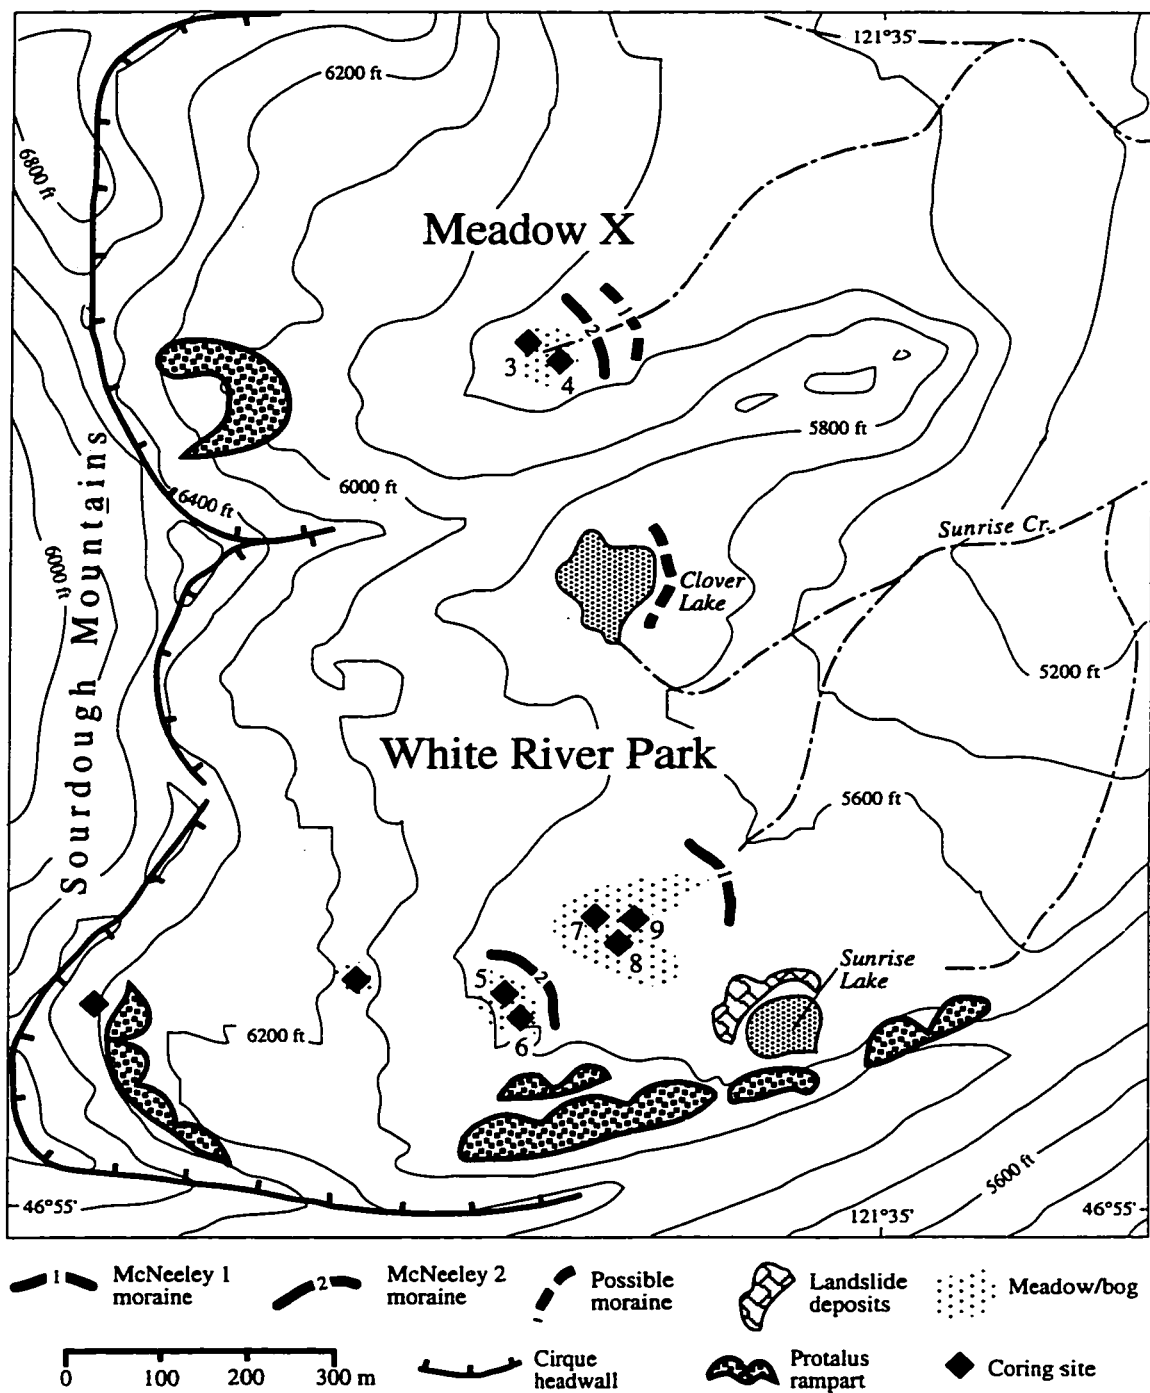 121°35'
6200 ft
6800 ft
Meadow X
1
2
3
4
5800 ft
6000 ft
6400 ft
Sunrise Cr.
6000 ft
Clover
Lake
Sourdough Mountains
5200 ft
White River Park
5600 ft
1
7
9
8
Sunrise
Lake
5
2
6
6200 ft
5600 ft
46°55'
121°35'
46°55'
1
McNeeley 1
moraine
2
McNeeley 2
moraine
Possible
moraine
Landslide
deposits
Meadow/bog
0
100
200
300 m
Cirque
headwall
Protalus
rampart
Coring site